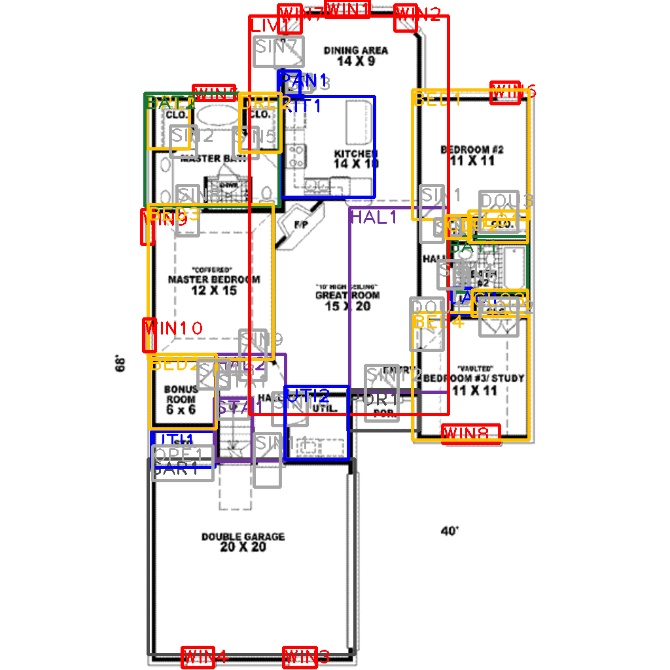 WIN7
WIN1
WIN2
LIV1
SIN7
DINING AREA
14 X 9
PAN1
WIN6
BAT2
KIT1
BED1
CLO.
CLO.
SIN2
SIN5
MASTER BATH
KITCHEN
14 X 10
BEDROOM #2
11 X 11
SIN1
DOU3
HAL1
CLO.
WIN9
F/P
BAT1
HALL
BATH
#2
"COFFERED"
MASTER BEDROOM
12 X 15
"10' HIGH CEILING"
GREAT ROOM
15 X 20
BED4
WIN10
SIN9
68'
BED2
HAL2
BONUS
ROOM
6 x 6
ENTRY
"VAULTED"
BEDROOM #3/ STUDY
11 X 11
UTI2
STA1
HALL
UTIL.
POR1
POR.
UTI1
SIN11
WIN8
OPE1
GAR1
DOUBLE GARAGE
20 X 20
40'
WIN4
WIN3